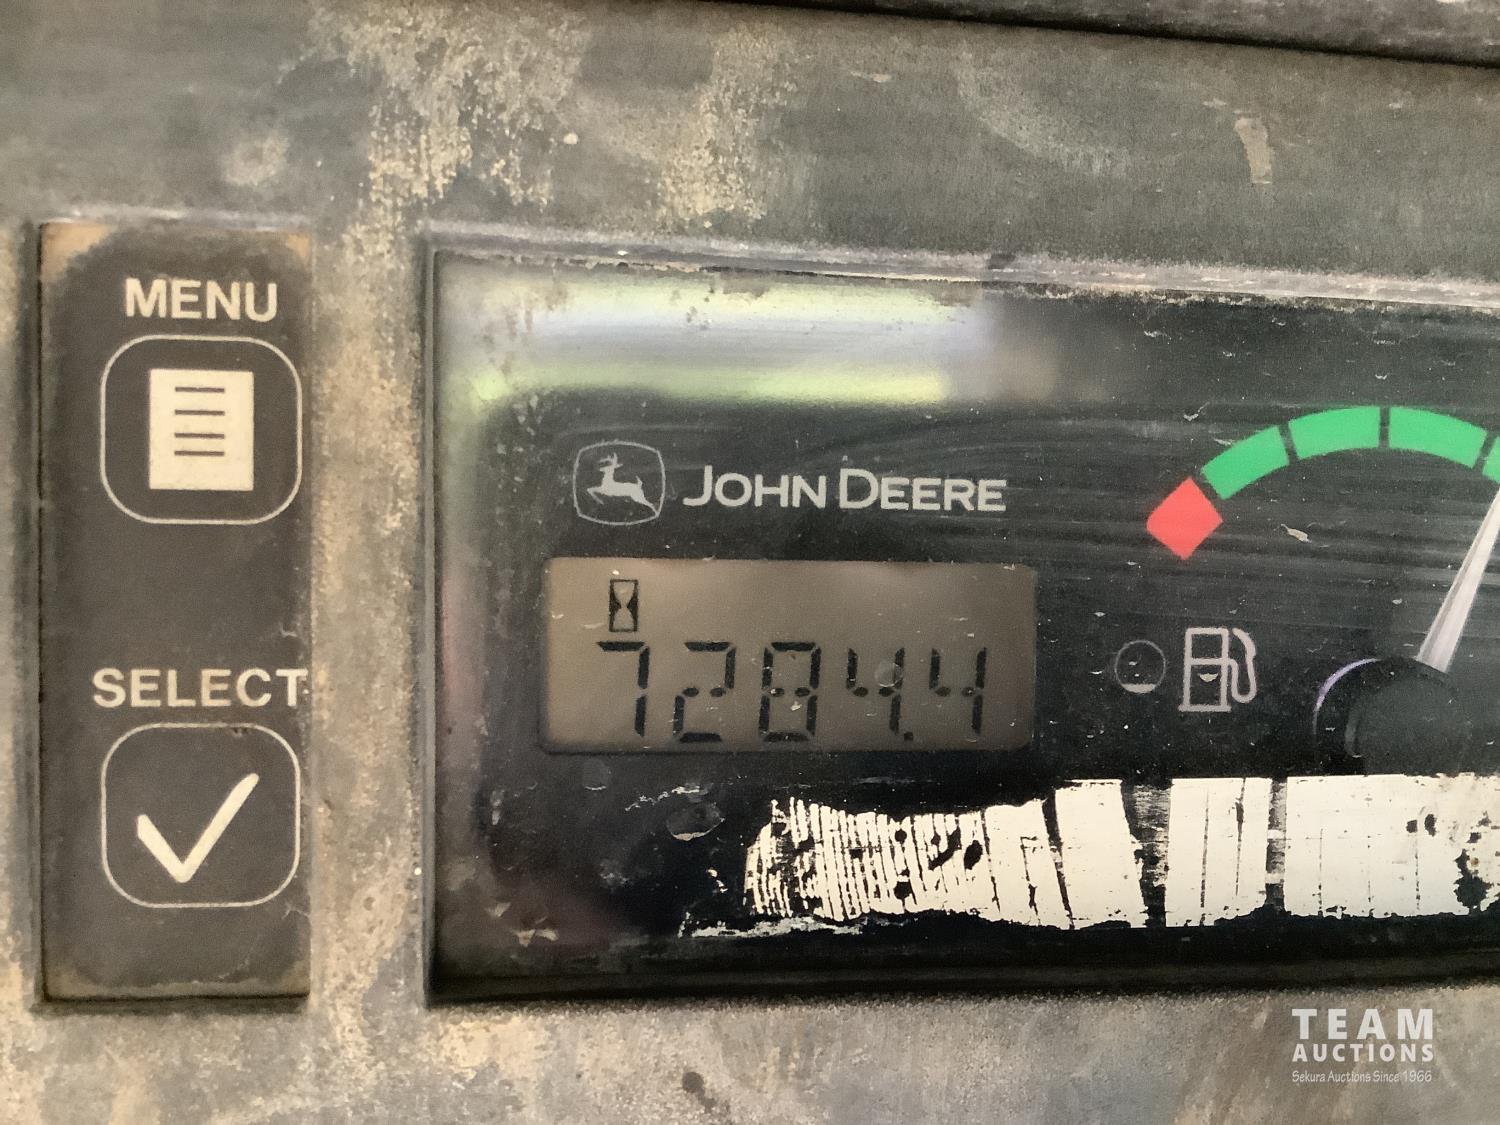 MENU
JOHN DEERE
7284.4
SELECT
TEAM
AUCTIONS
Sekura Auctions Since 1966